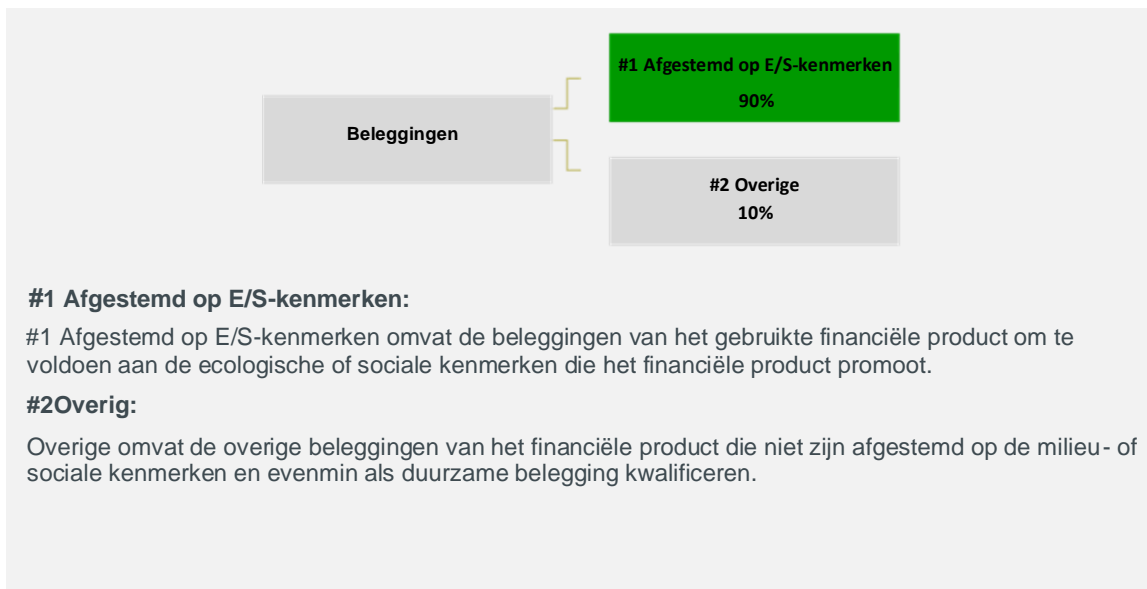 #1 Afgestemd op E/S-kenmerken
90%
Beleggingen
#2 Overige
10%
#1 Afgestemd op E/S-kenmerken:
#1 Afgestemd op E/S-kenmerken omvat de beleggingen van het gebruikte financiële product om te
voldoen aan de ecologische of sociale kenmerken die het financiële product promoot.
#2Overig:
Overige omvat de overige beleggingen van het financiële product die niet zijn afgestemd op de milieu- of
sociale kenmerken en evenmin als duurzame belegging kwalificeren.